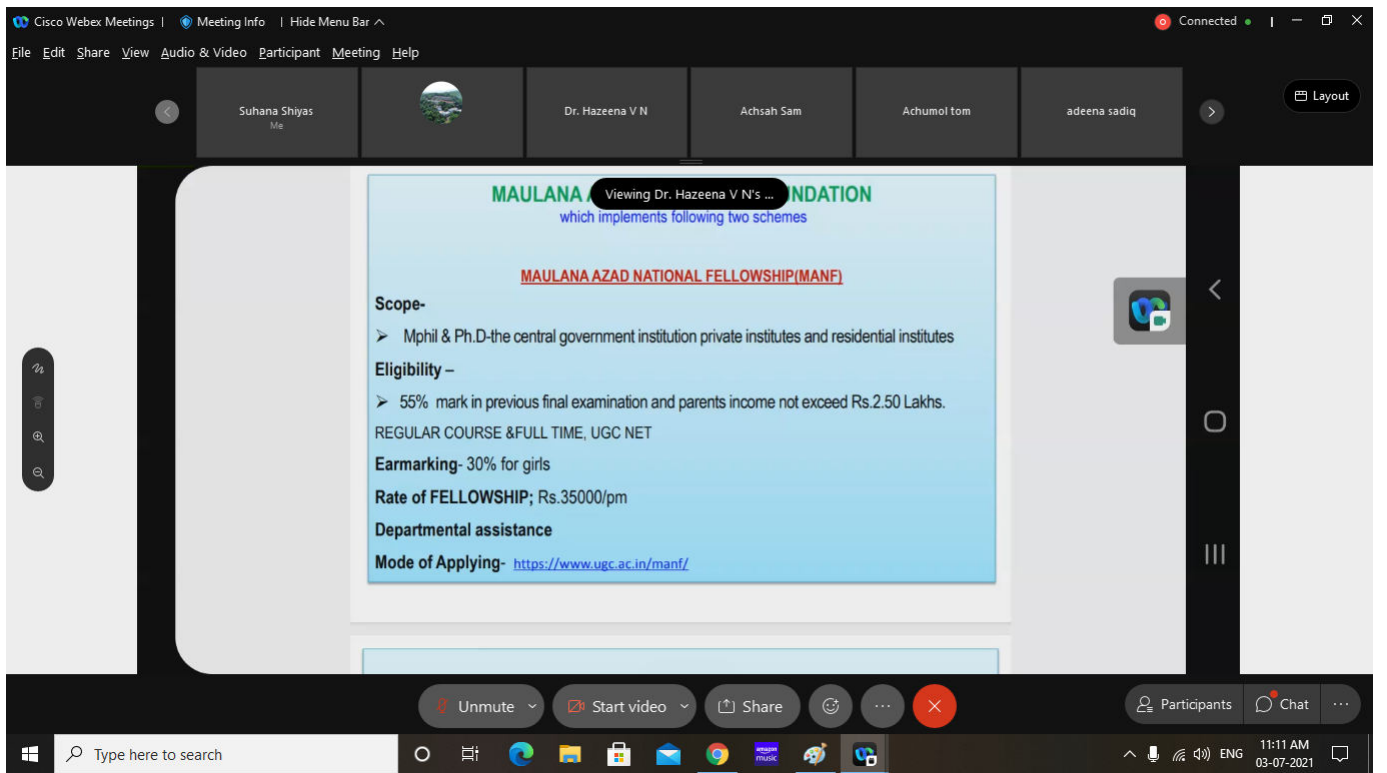 Cisco Webex Meetings | Meeting Info | Hide Menu Bar
Connected
File Edit Share View Audio & Video Participant Meeting Help
Layout
Suhana Shiyas
Me
Dr. Hazeena V N
Achsah Sam
Achumol tom
adeena sadiq
Viewing Dr. Hazeena V N's ...
MAULANA NDATION
which implements following two schemes
MAULANA AZAD NATIONAL FELLOWSHIP(MANF)
Scope-
➢ Mphil & Ph.D-the central government institution private institutes and residential institutes
Eligibility –
➢ 55% mark in previous final examination and parents income not exceed Rs.2.50 Lakhs.
REGULAR COURSE &FULL TIME, UGC NET
Earmarking- 30% for girls
Rate of FELLOWSHIP; Rs.35000/pm
Departmental assistance
Mode of Applying- https://www.ugc.ac.in/manf/
Unmute
Start video
Share
Participants
Chat
Type here to search
amazon music
ENG
11:11 AM
03-07-2021